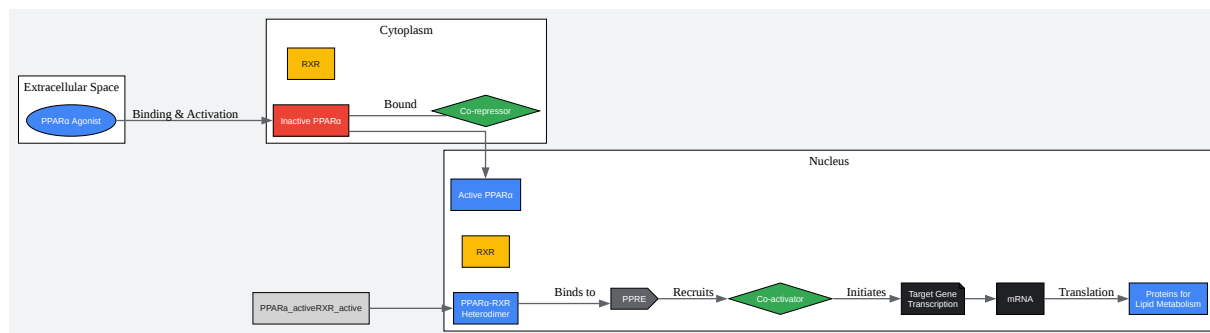 Cytoplasm
RXR
Extracellular Space
PPARα Agonist
Binding & Activation
Inactive PPARα
Bound
Co-repressor
Nucleus
Active PPARα
RXR
PPARa_activeRXR_active
PPARα-RXR
Heterodimer
Binds to
PPRE
Recruits
Co-activator
Initiates
Target Gene
Transcription
mRNA
Translation
Proteins for
Lipid Metabolism